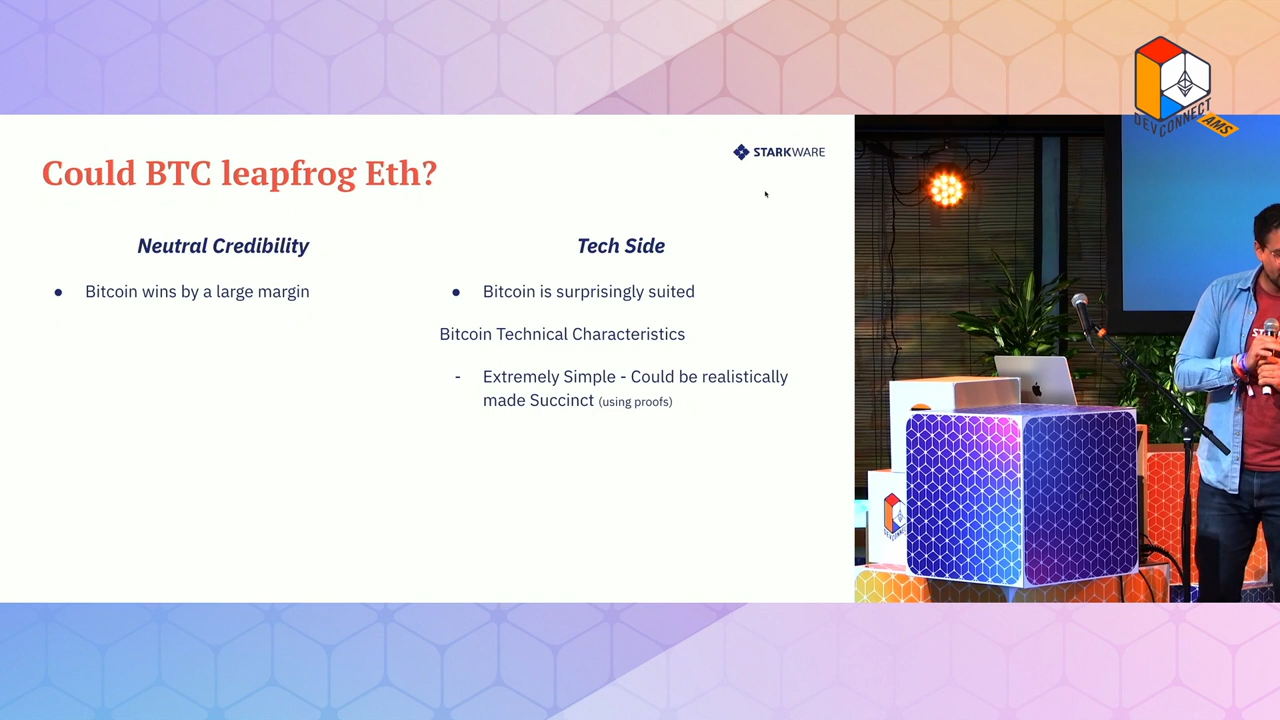 DEVCONNECT
AMS
STARKWARE
Could BTC leapfrog Eth?
Neutral Credibility
● Bitcoin wins by a large margin
Tech Side
● Bitcoin is surprisingly suited
Bitcoin Technical Characteristics
- Extremely Simple - Could be realistically
made Succinct (using proofs)